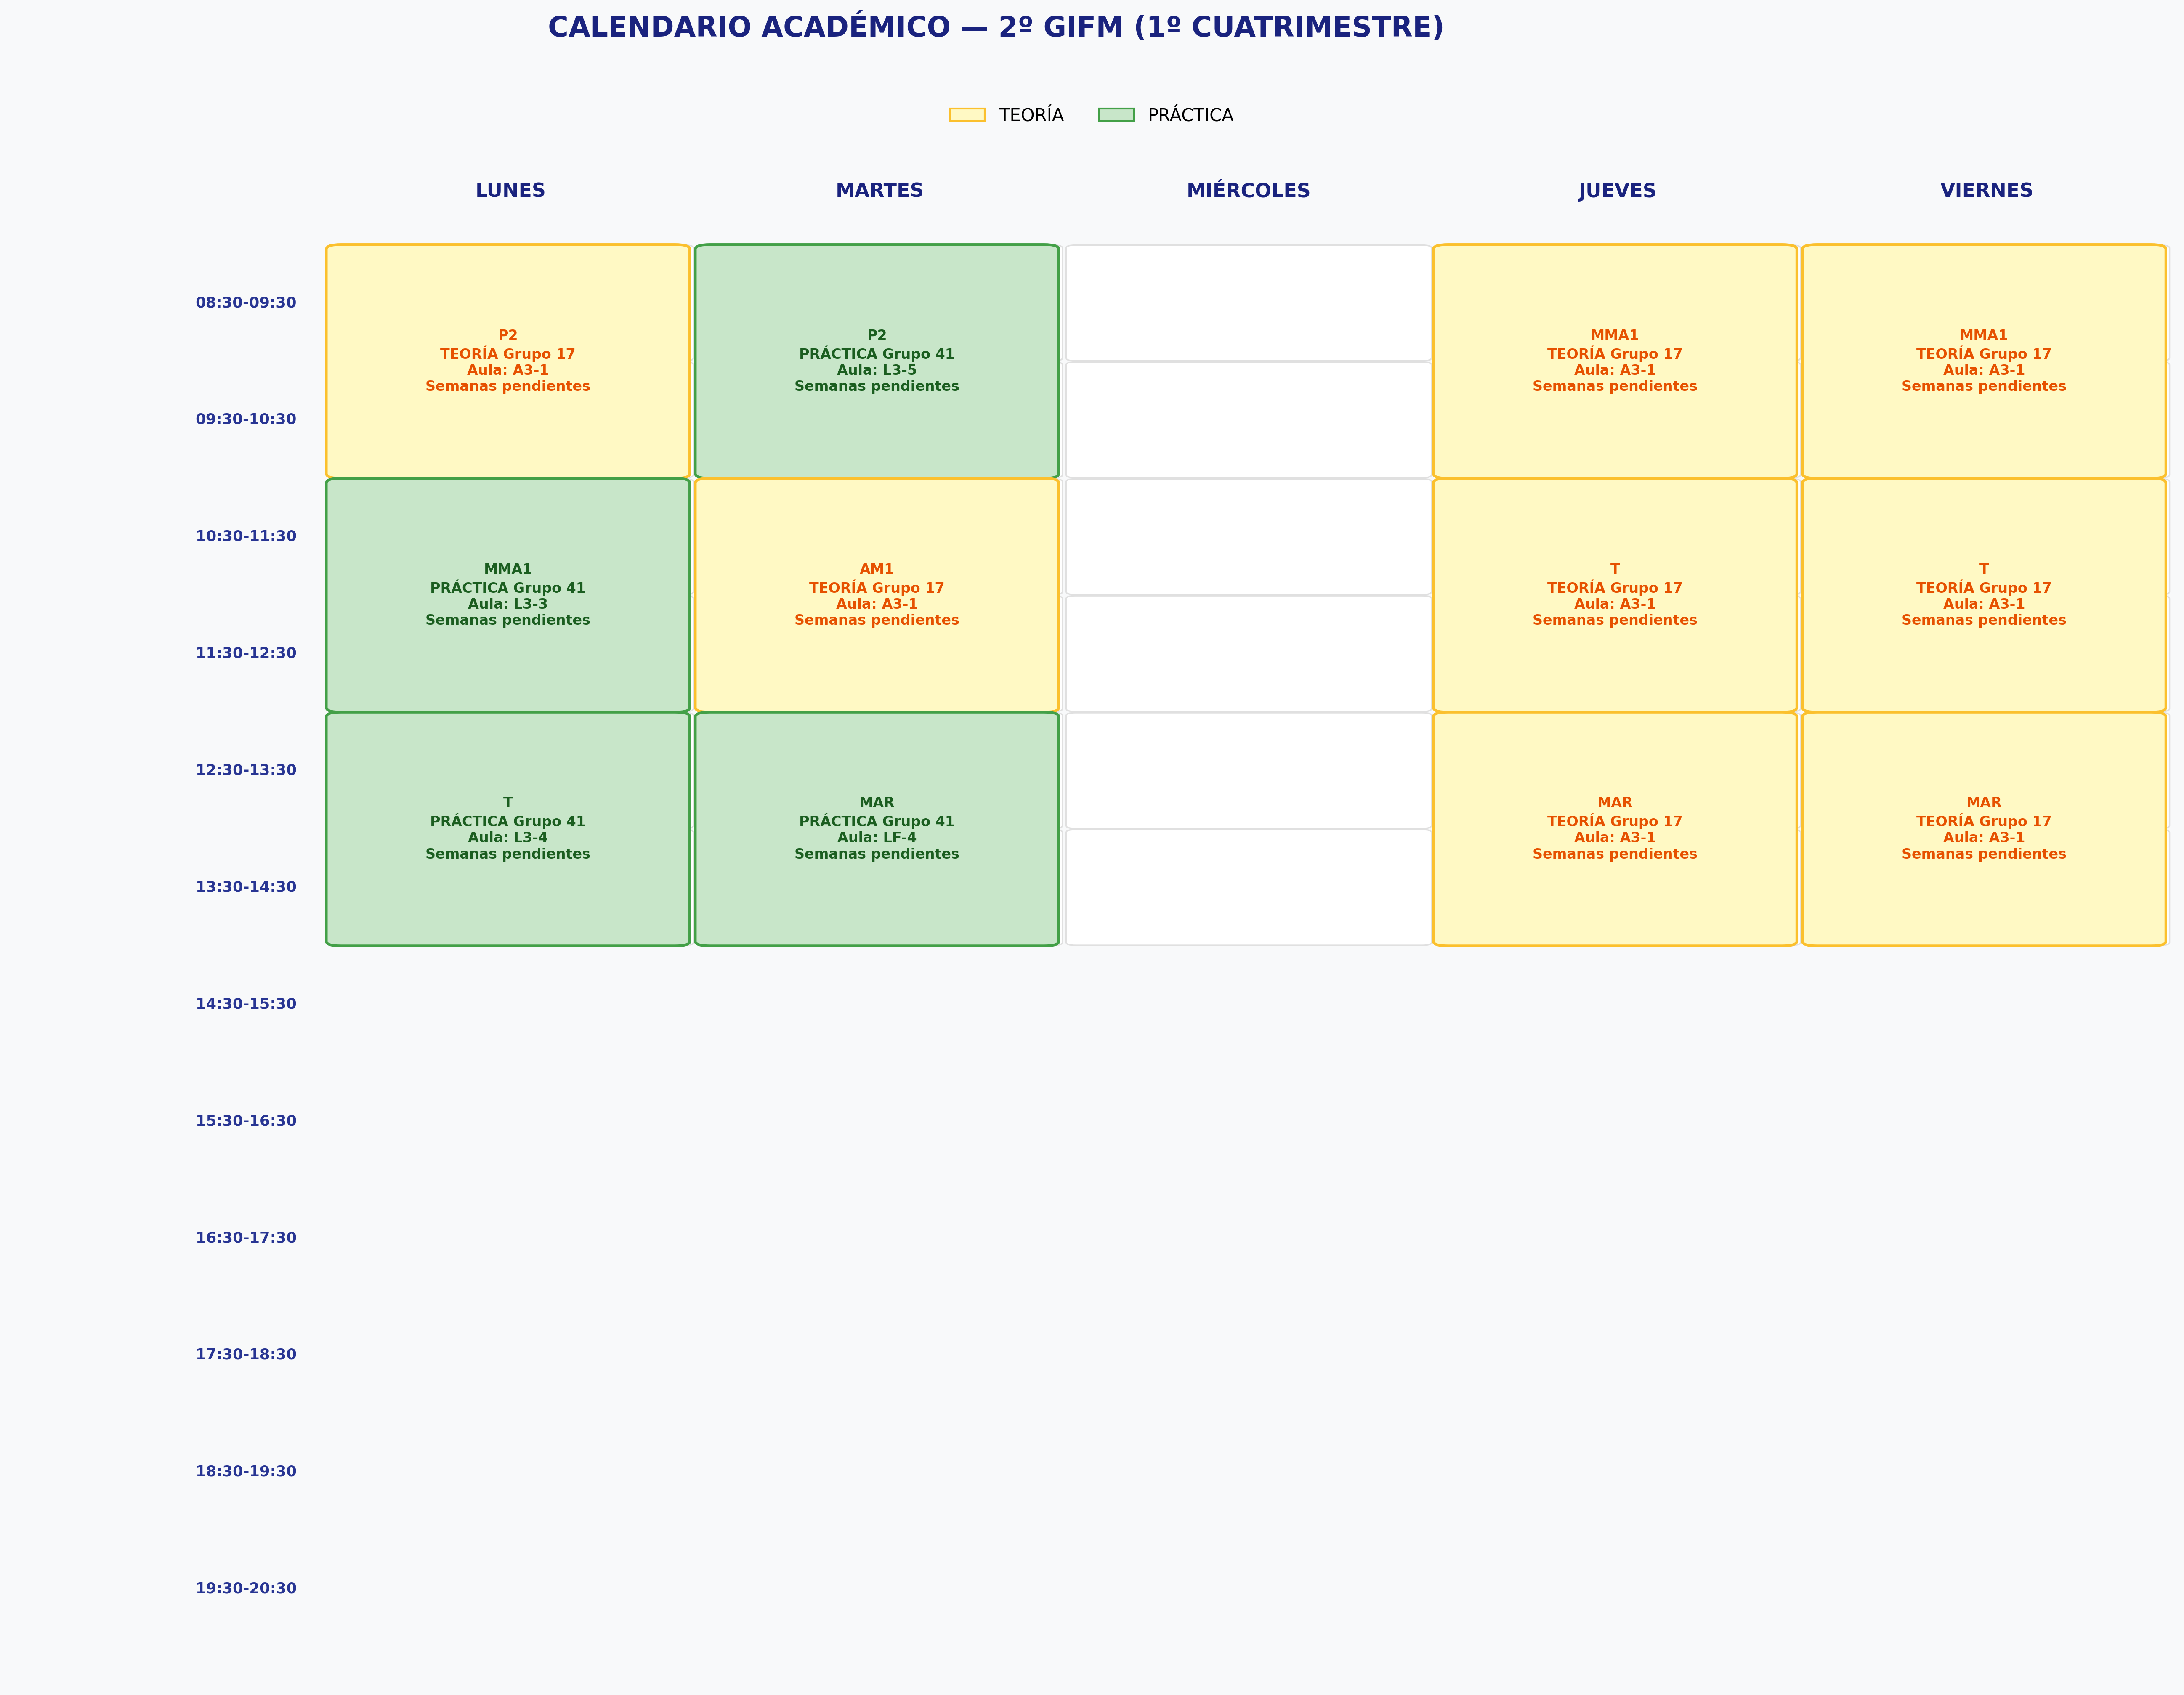 CALENDARIO ACADÉMICO — 2º GIFM (1º CUATRIMESTRE)
TEORÍA
PRÁCTICA
LUNES
MARTES
MIÉRCOLES
JUEVES
VIERNES
08:30-09:30
09:30-10:30
P2
TEORÍA Grupo 17
Aula: A3-1
Semanas pendientes
P2
PRÁCTICA Grupo 41
Aula: L3-5
Semanas pendientes
MMA1
TEORÍA Grupo 17
Aula: A3-1
Semanas pendientes
MMA1
TEORÍA Grupo 17
Aula: A3-1
Semanas pendientes
10:30-11:30
11:30-12:30
MMA1
PRÁCTICA Grupo 41
Aula: L3-3
Semanas pendientes
AM1
TEORÍA Grupo 17
Aula: A3-1
Semanas pendientes
T
TEORÍA Grupo 17
Aula: A3-1
Semanas pendientes
T
TEORÍA Grupo 17
Aula: A3-1
Semanas pendientes
12:30-13:30
13:30-14:30
T
PRÁCTICA Grupo 41
Aula: L3-4
Semanas pendientes
MAR
PRÁCTICA Grupo 41
Aula: LF-4
Semanas pendientes
MAR
TEORÍA Grupo 17
Aula: A3-1
Semanas pendientes
MAR
TEORÍA Grupo 17
Aula: A3-1
Semanas pendientes
14:30-15:30
15:30-16:30
16:30-17:30
17:30-18:30
18:30-19:30
19:30-20:30